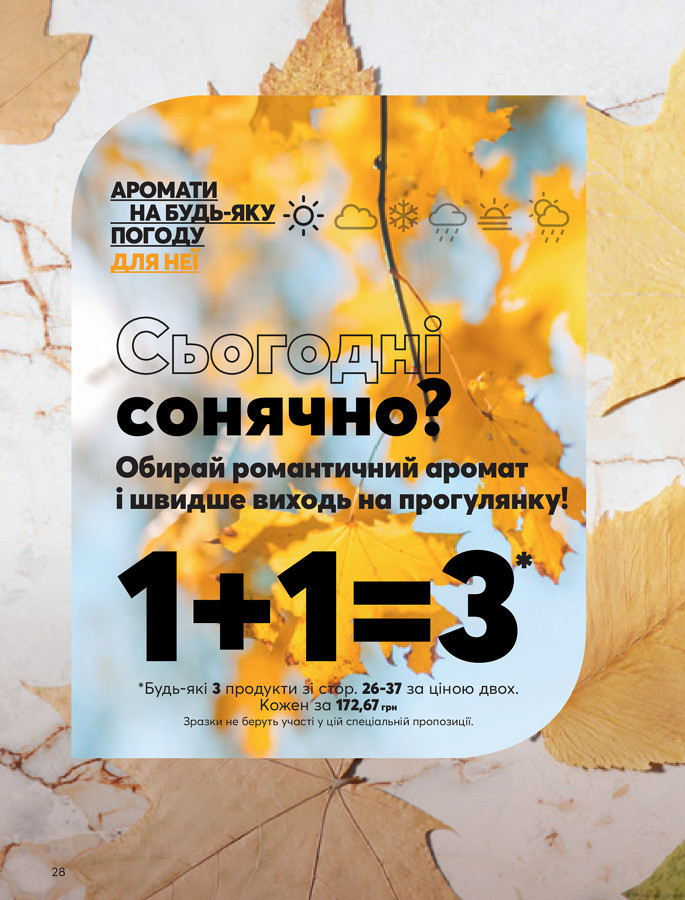 АРОМАТИ
НА БУДЬ-ЯКУ
ПОГОДУ
ДЛЯ НЕЇ
Сьогодні
сонячно?
Обирай романтичний аромат
і швидше виходь на прогулянку!
1+1=3*
*Будь-які 3 продукти зі стор. 26-37 за ціною двох.
Кожен за 172,67 грн
Зразки не беруть участі у цій спеціальній пропозиції.
28